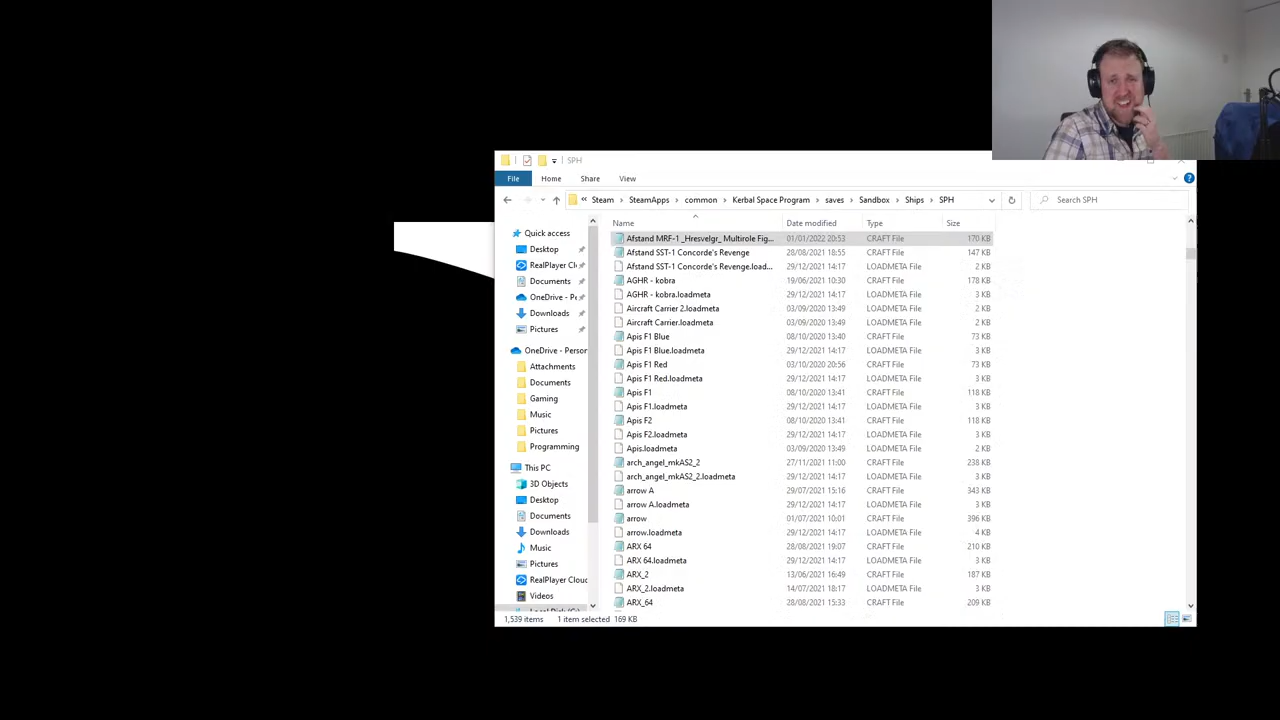 SPH
File Home Share View
« Steam SteamApps common Kerbal Space Program saves Sandbox Ships SPH Search SPH
Name Date modified Type Size
Quick access
Desktop
RealPlayer Cl
Documents
OneDrive - Pe
Downloads
Pictures
OneDrive - Person
Attachments
Documents
Gaming
Music
Pictures
Programming
This PC
3D Objects
Desktop
Documents
Downloads
Music
Pictures
RealPlayer Cloud
Videos
Local Disk (C:)
Afstand MRF-1 _Hresvelgr_ Multirole Fig... 01/01/2022 20:53 CRAFT File 170 KB
Afstand SST-1 Concorde's Revenge 28/08/2021 18:55 CRAFT File 147 KB
Afstand SST-1 Concorde's Revenge.load... 29/12/2021 14:17 LOADMETA File 2 KB
AGHR - kobra 19/06/2021 10:30 CRAFT File 178 KB
AGHR - kobra.loadmeta 29/12/2021 14:17 LOADMETA File 3 KB
Aircraft Carrier 2.loadmeta 03/09/2020 13:49 LOADMETA File 2 KB
Aircraft Carrier.loadmeta 03/09/2020 13:49 LOADMETA File 2 KB
Apis F1 Blue 08/10/2020 13:40 CRAFT File 73 KB
Apis F1 Blue.loadmeta 29/12/2021 14:17 LOADMETA File 3 KB
Apis F1 Red 03/10/2020 20:56 CRAFT File 73 KB
Apis F1 Red.loadmeta 29/12/2021 14:17 LOADMETA File 3 KB
Apis F1 08/10/2020 13:41 CRAFT File 118 KB
Apis F1.loadmeta 29/12/2021 14:17 LOADMETA File 3 KB
Apis F2 08/10/2020 13:41 CRAFT File 118 KB
Apis F2.loadmeta 29/12/2021 14:17 LOADMETA File 3 KB
Apis.loadmeta 03/09/2020 13:49 LOADMETA File 3 KB
arch_angel_mkAS2_2 27/11/2021 11:00 CRAFT File 238 KB
arch_angel_mkAS2_2.loadmeta 29/12/2021 14:17 LOADMETA File 3 KB
arrow A 29/07/2021 15:16 CRAFT File 343 KB
arrow A.loadmeta 29/12/2021 14:17 LOADMETA File 3 KB
arrow 01/07/2021 10:01 CRAFT File 396 KB
arrow.loadmeta 29/12/2021 14:17 LOADMETA File 4 KB
ARX 64 28/08/2021 19:07 CRAFT File 210 KB
ARX 64.loadmeta 29/12/2021 14:17 LOADMETA File 3 KB
ARX_2 13/06/2021 16:49 CRAFT File 187 KB
ARX_2.loadmeta 14/07/2021 18:17 LOADMETA File 3 KB
ARX_64 28/08/2021 15:33 CRAFT File 209 KB
1,539 items 1 item selected 169 KB